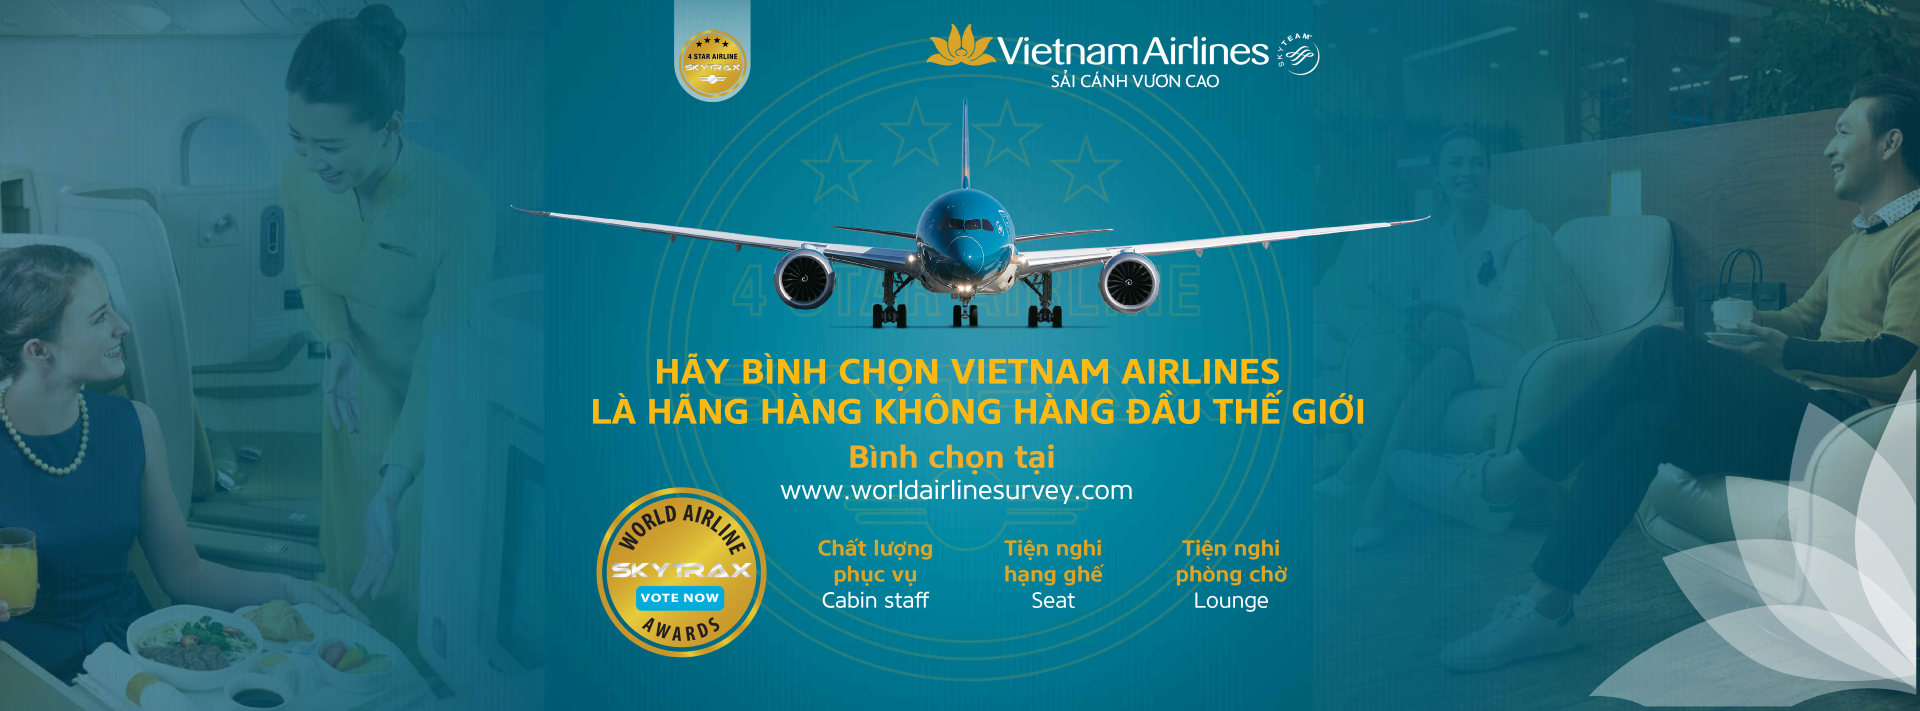 4 STAR AIRLINE
SKYTRAX
Vietnam Airlines
SKYTEAM
SẢI CÁNH VƯƠN CAO
4 STAR AIRLINE
SKYTRAX
HÃY BÌNH CHỌN VIETNAM AIRLINES
LÀ HÃNG HÀNG KHÔNG HÀNG ĐẦU THẾ GIỚI
Bình chọn tại
www.worldairlinesurvey.com
WORLD AIRLINE
SKYTRAX
VOTE NOW
AWARDS
Chất lượng
phục vụ
Cabin staff
Tiện nghi
hạng ghế
Seat
Tiện nghi
phòng chờ
Lounge